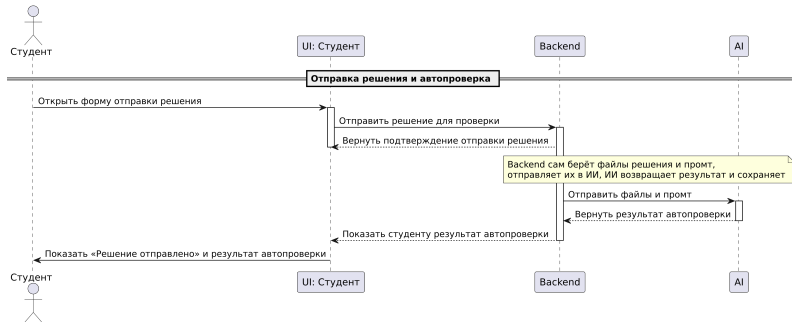 Студент
UI: Студент
Backend
AI
Отправка решения и автопроверка
Открыть форму отправки решения
Отправить решение для проверки
Вернуть подтверждение отправки решения
Backend сам берёт файлы решения и промт,
отправляет их в ИИ, ИИ возвращает результат и сохраняет
Отправить файлы и промт
Вернуть результат автопроверки
Показать студенту результат автопроверки
Показать «Решение отправлено» и результат автопроверки
Студент
UI: Студент
Backend
AI